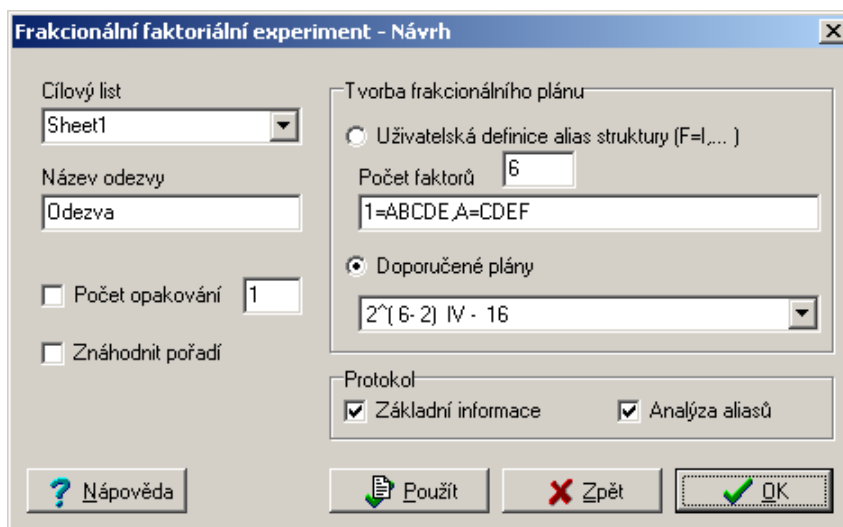 Frakcionální faktoriální experiment - Návrh
Cílový list
Sheet1
Název odezvy
Odezva
Počet opakování 1
Znáhodnit pořadí
Tvorba frakcionálního plánu
Uživatelská definice alias struktury (F=I,... )
Počet faktorů 6
1=ABCDE,A=CDEF
Doporučené plány
2^( 6- 2) IV - 16
Protokol
Základní informace Analýza aliasů
Nápověda Použít Zpět OK